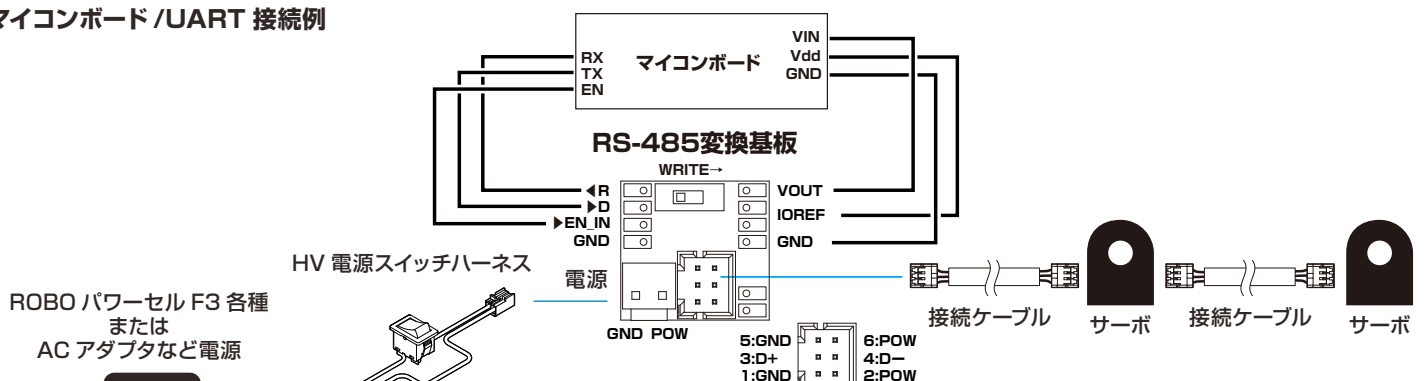 マイコンボード /UART 接続例
RX
TX
EN
マイコンボード
VIN
Vdd
GND
RS-485変換基板
WRITE→
◀R
▶D
▶EN_IN
GND
VOUT
IOREF
GND
HV 電源スイッチハーネス
電源
GND POW
ROBO パワーセル F3 各種
または
AC アダプタなど電源
接続ケーブル
サーボ
接続ケーブル
サーボ
5:GND
3:D+
1:GND
6:POW
4:D−
2:POW